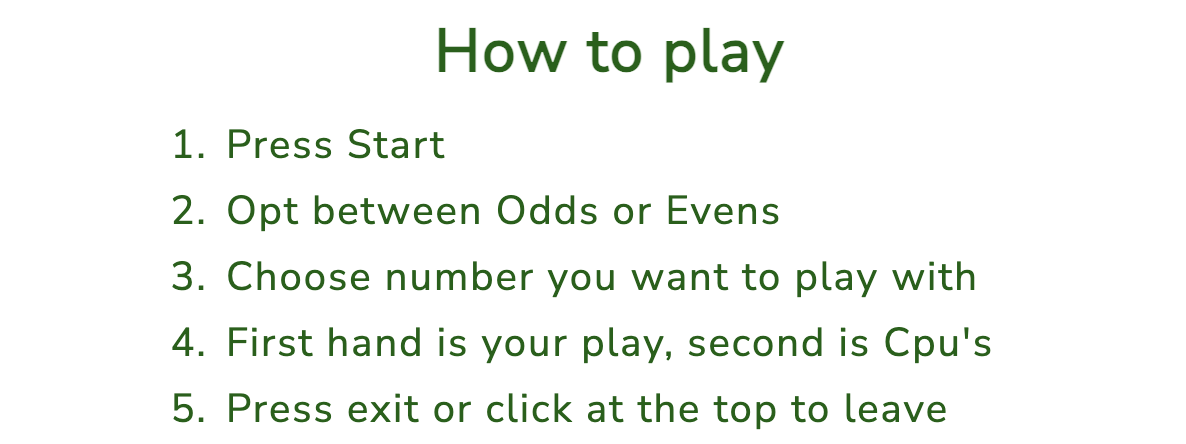 How to play
1. Press Start
2. Opt between Odds or Evens
3. Choose number you want to play with
4. First hand is your play, second is Cpu's
5. Press exit or click at the top to leave